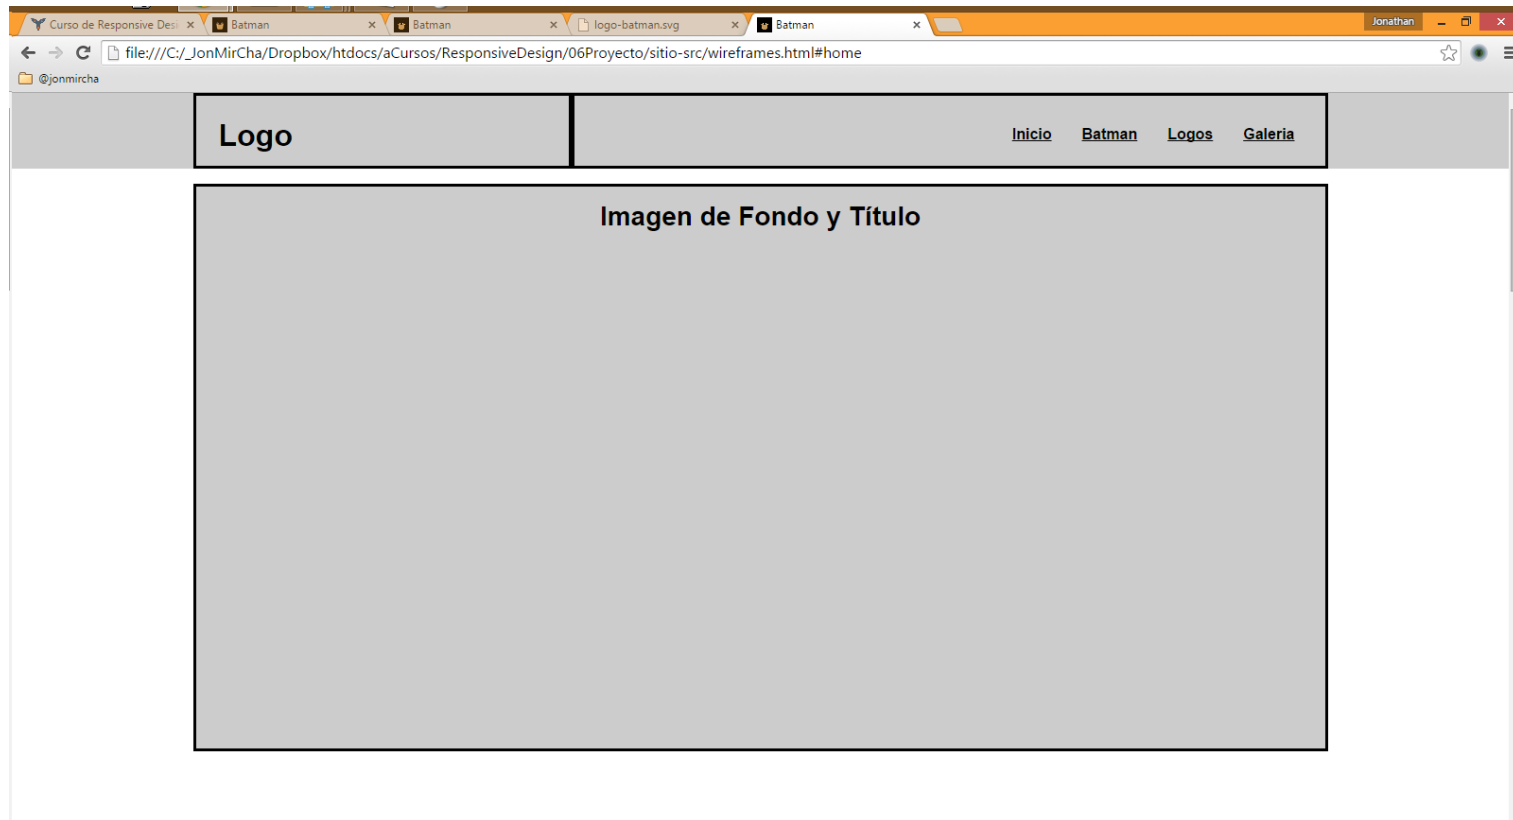 Curso de Responsive Desi
Batman
Batman
logo-batman.svg
Batman
Jonathan
file:///C:/_JonMirCha/Dropbox/htdocs/aCursos/ResponsiveDesign/06Proyecto/sitio-src/wireframes.html#home
@jonmircha
Logo
Inicio Batman Logos Galeria
Imagen de Fondo y Título